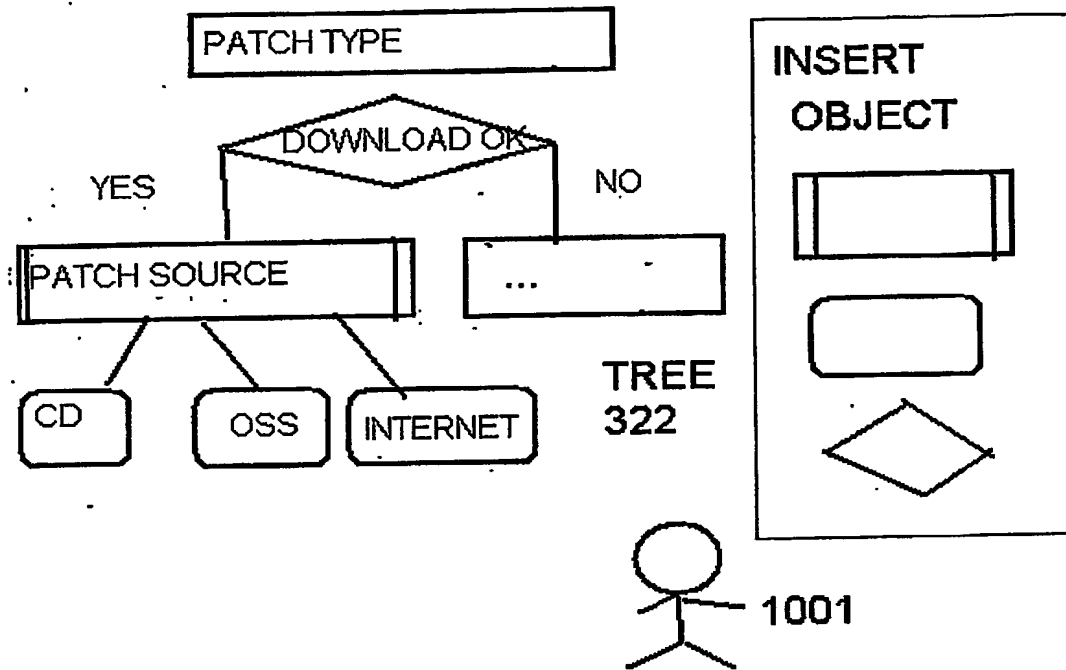 PATCH TYPE
DOWNLOAD OK
YES
NO
PATCH SOURCE
...
CD
OSS
INTERNET
TREE
322
INSERT
OBJECT
1001